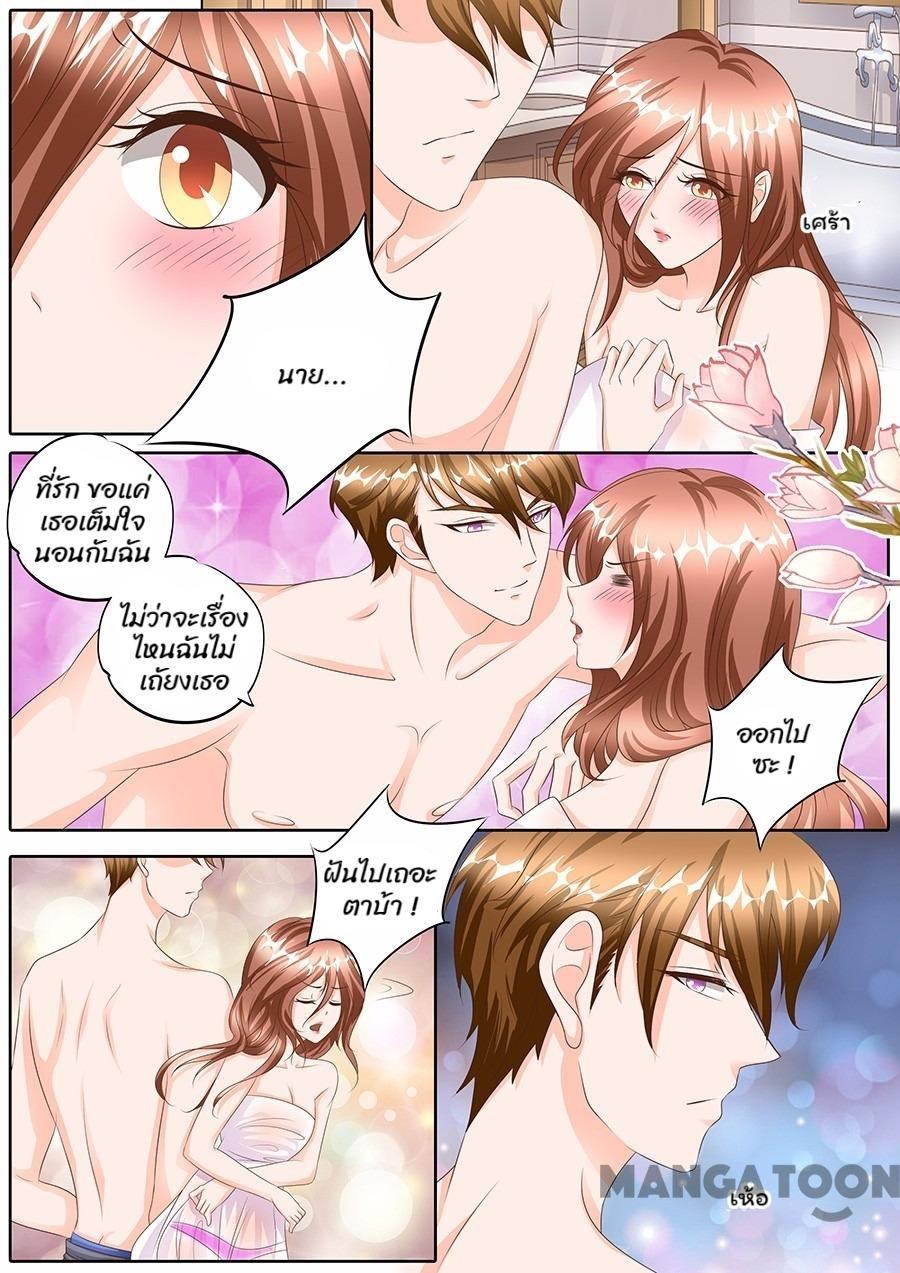 เศร้า
นาย...
ที่รัก ขอแค่
เธอเต็มใจ
นอนกับฉัน
ไม่ว่าจะเรื่อง
ไหนฉันไม่
เถียงเธอ
ออกไป
ซะ !
ฝันไปเถอะ
ตาบ้า !
MANGATOON
เห้อ